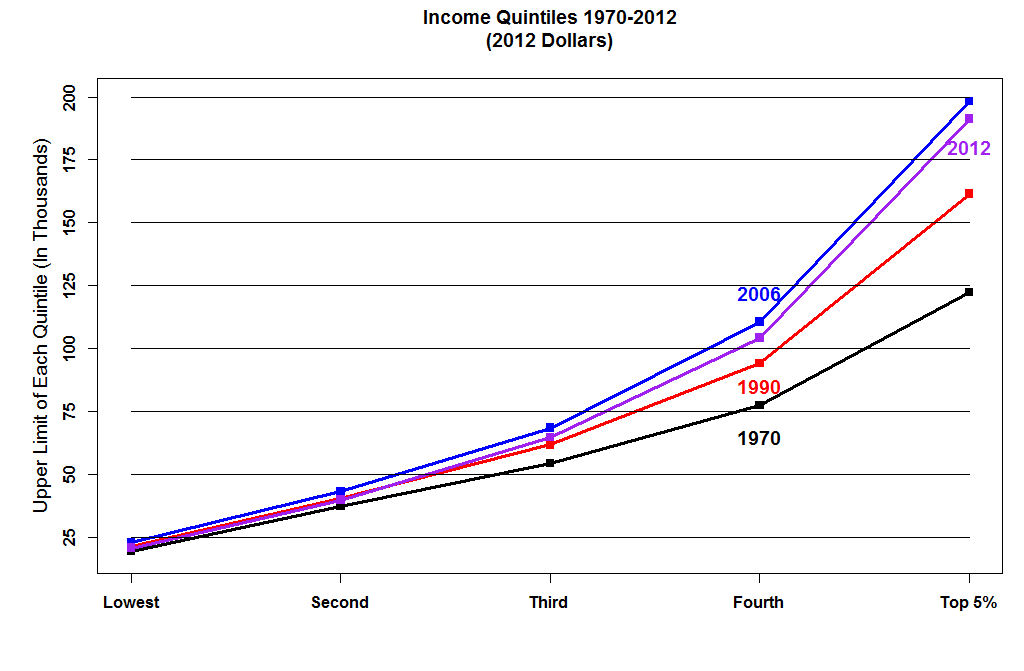 Income Quintiles 1970-2012
(2012 Dollars)
Upper Limit of Each Quintile (In Thousands)
200
175
150
125
100
75
50
25
2012
2006
1990
1970
Lowest
Second
Third
Fourth
Top 5%